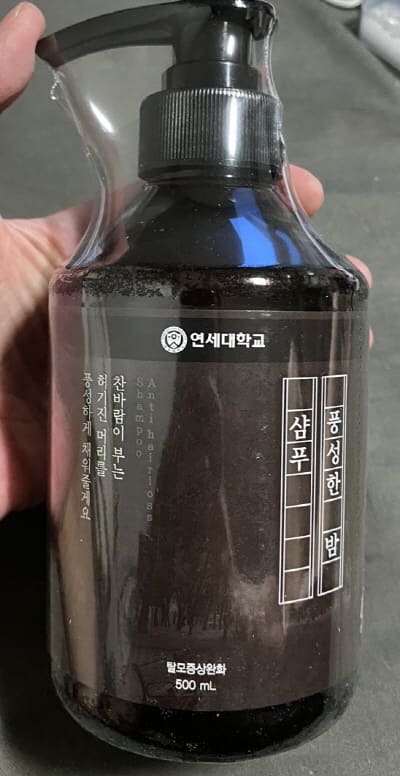 연세대학교
풍성한 밤
샴푸
Anti hairloss
Shampoo
찬바람이 부는
허기진 머리를
풍성하게 채워줄게요
탈모증상완화
500 mL